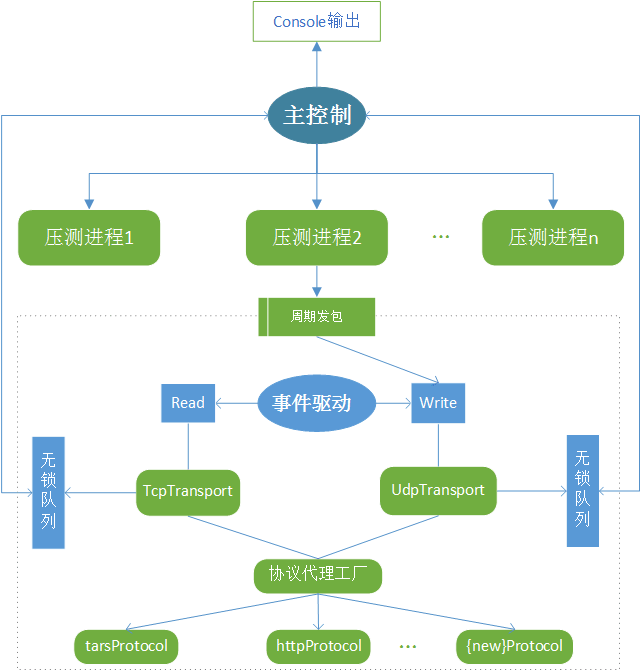 Console输出
主控制
压测进程1
压测进程2
...
压测进程n
周期发包
Read
事件驱动
Write
无锁队列
TcpTransport
UdpTransport
无锁队列
协议代理工厂
tarsProtocol
httpProtocol
...
{new}Protocol